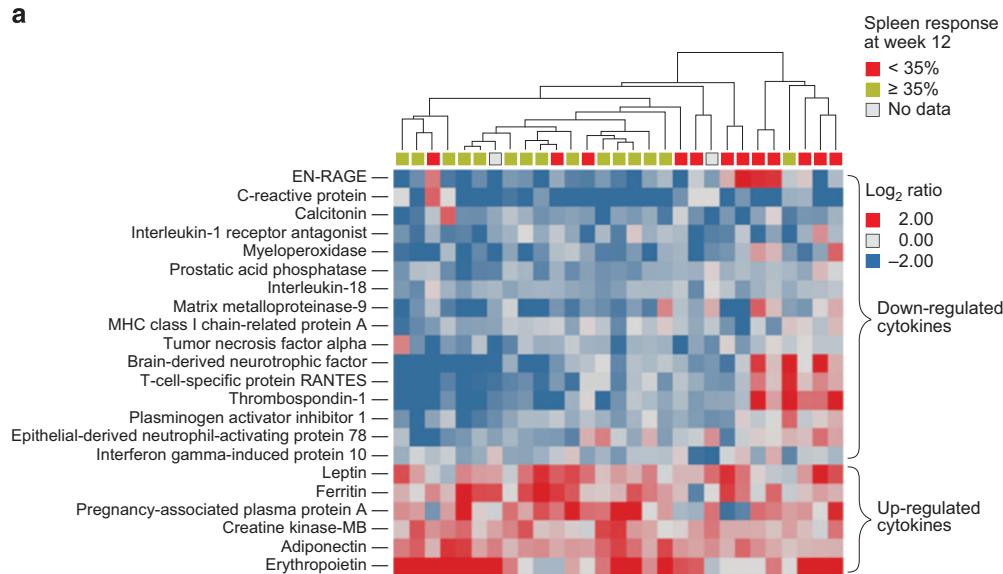 a
Spleen response
at week 12
< 35%
≥ 35%
No data
EN-RAGE
C-reactive protein
Calcitonin
Interleukin-1 receptor antagonist
Myeloperoxidase
Prostatic acid phosphatase
Interleukin-18
Matrix metalloproteinase-9
MHC class I chain-related protein A
Tumor necrosis factor alpha
Brain-derived neurotrophic factor
T-cell-specific protein RANTES
Thrombospondin-1
Plasminogen activator inhibitor 1
Epithelial-derived neutrophil-activating protein 78
Interferon gamma-induced protein 10
Leptin
Ferritin
Pregnancy-associated plasma protein A
Creatine kinase-MB
Adiponectin
Erythropoietin
Log2 ratio
2.00
0.00
–2.00
Down-regulated
cytokines
Up-regulated
cytokines